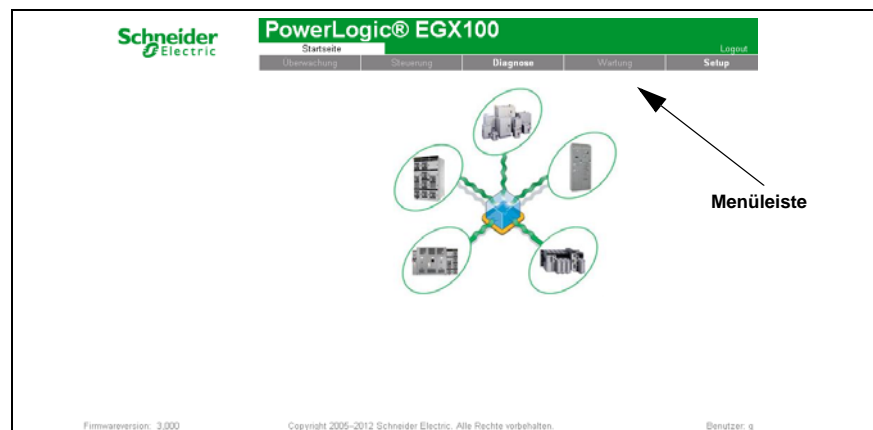 Schneider
Electric
PowerLogic® EGX100
Startseite
Logout
Überwachung
Steuerung
Diagnose
Wartung
Setup
Menüleiste
Firmwareversion: 3,000
Copyright 2005–2012 Schneider Electric. Alle Rechte vorbehalten.
Benutzer: q